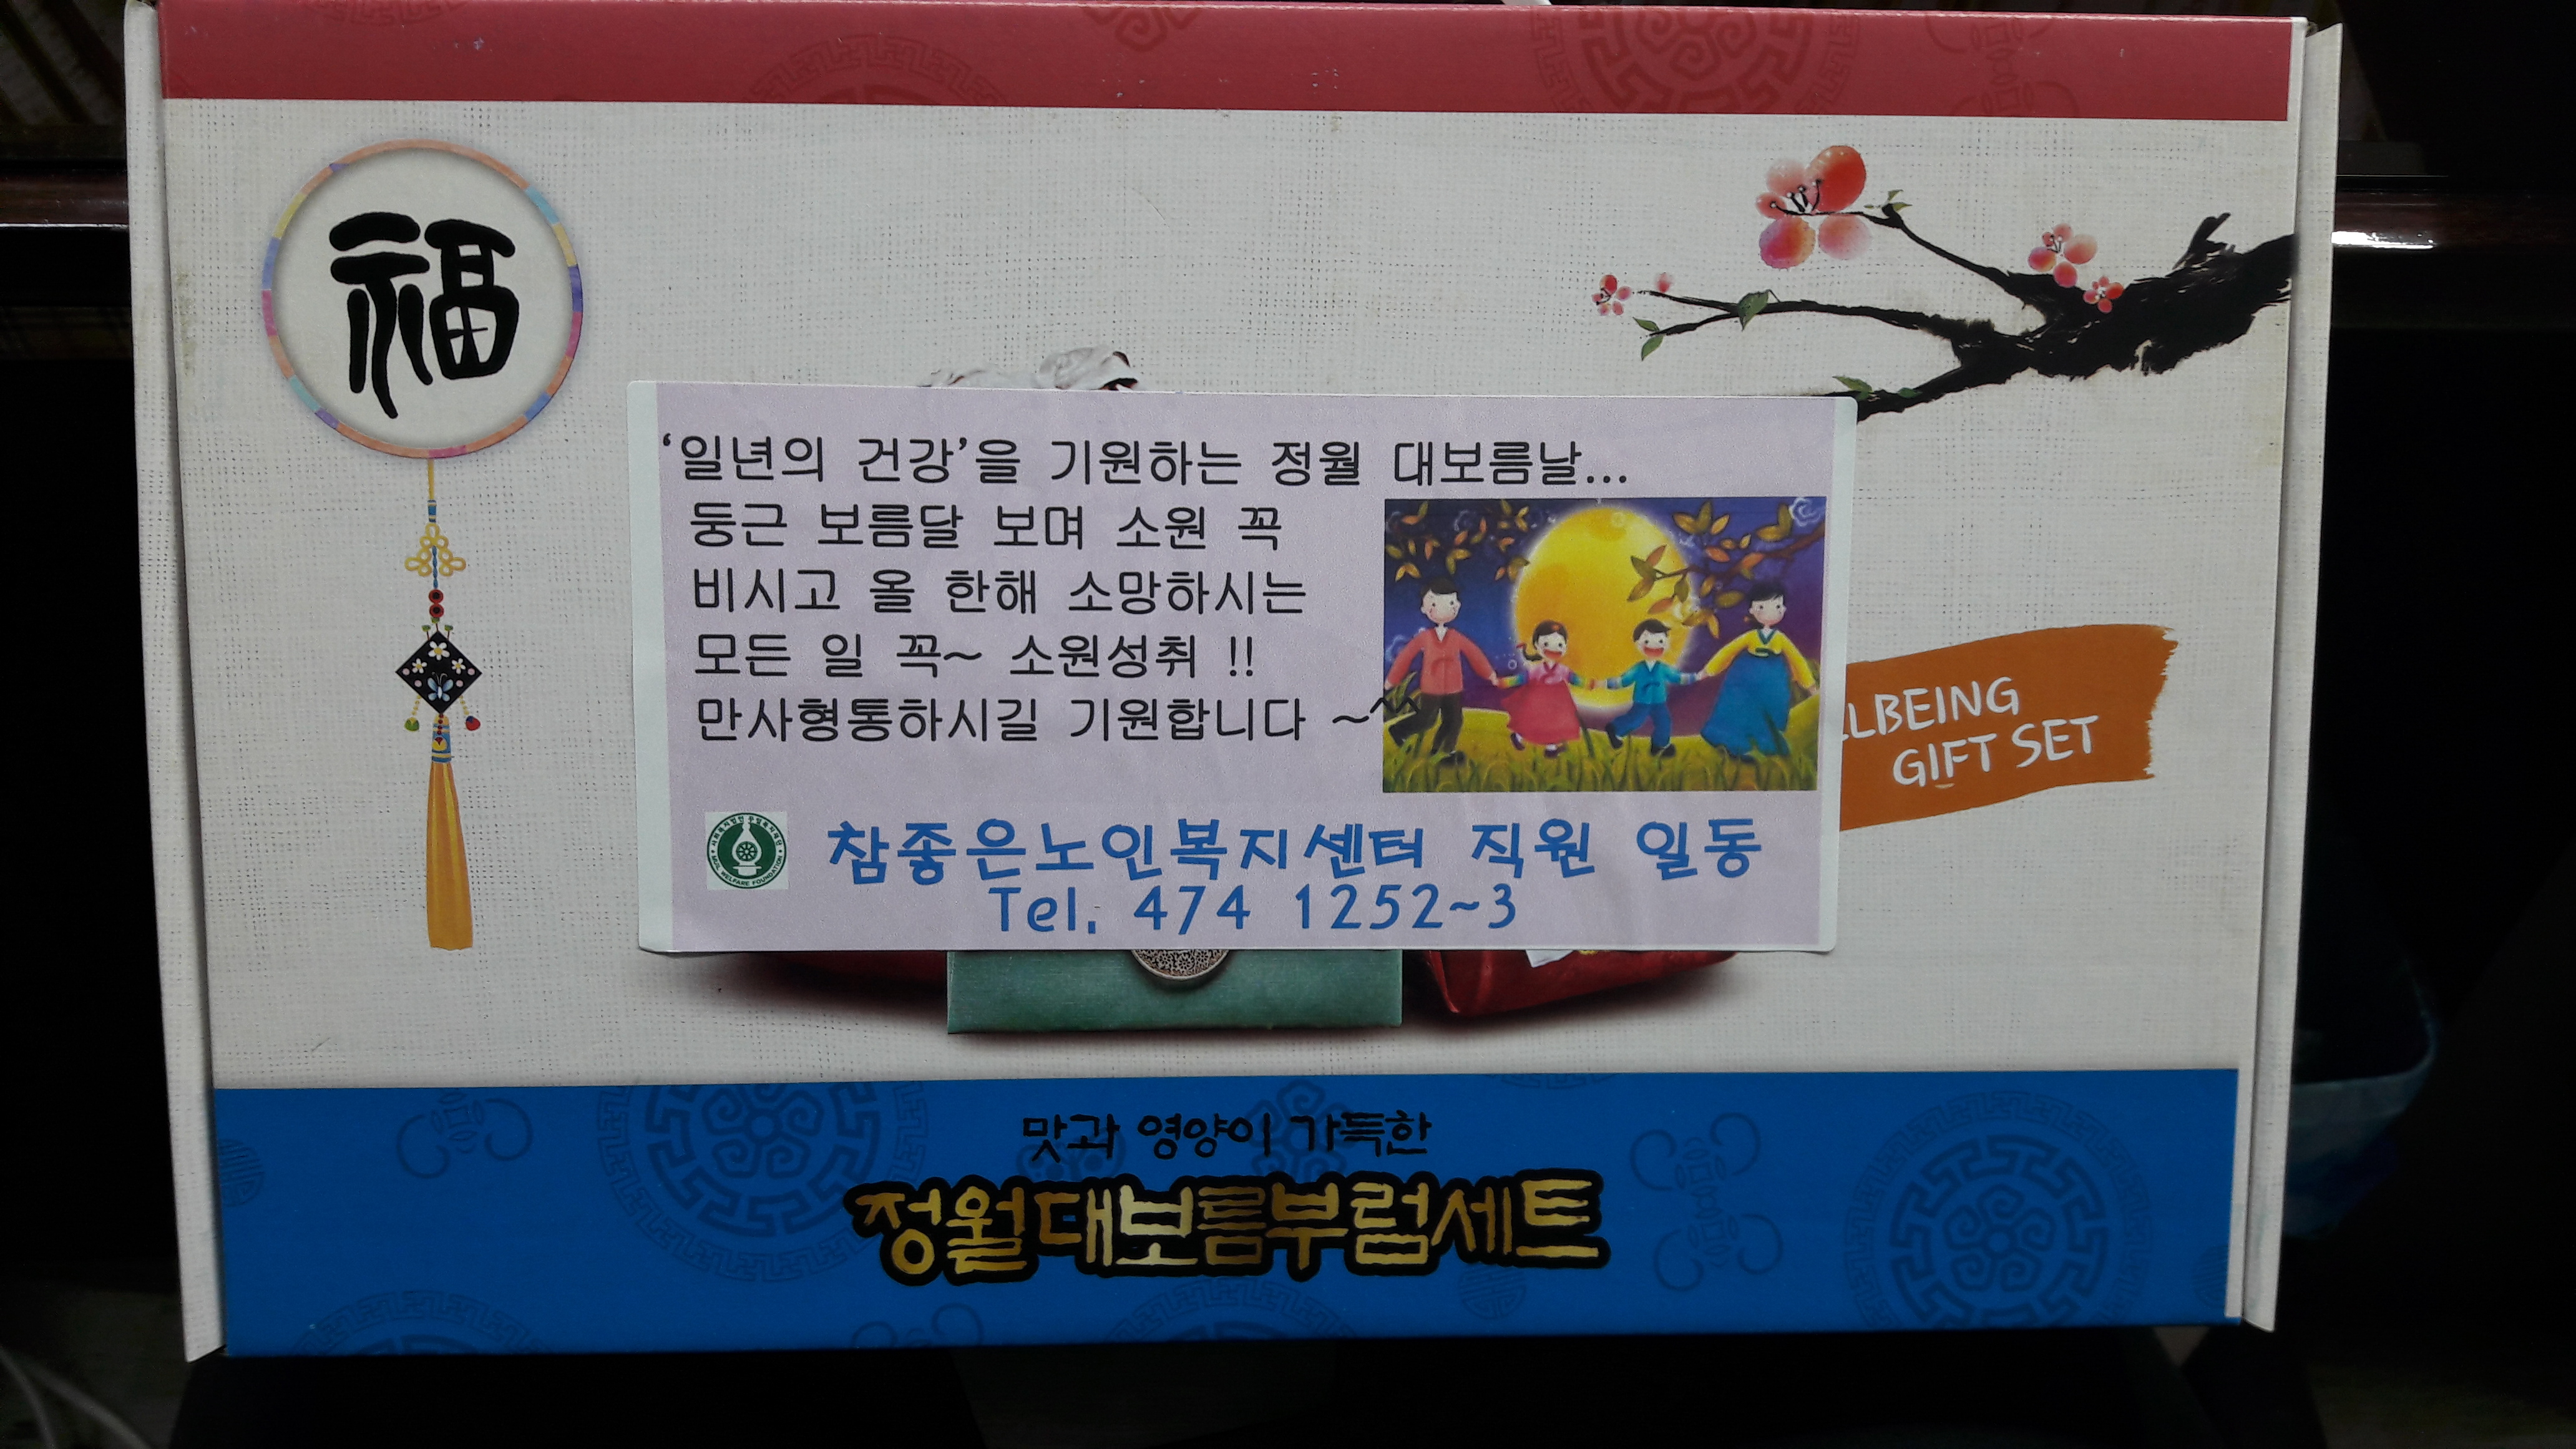 福
‘일년의 건강’을 기원하는 정월 대보름날...
둥근 보름달 보며 소원 꼭
비시고 올 한해 소망하시는
모든 일 꼭~ 소원성취 !!
만사형통하시길 기원합니다 ~^^
LBEING
GIFT SET
참좋은노인복지센터 직원 일동
Tel. 474 1252~3
맛과 영양이 가득한
정월대보름부럼세트